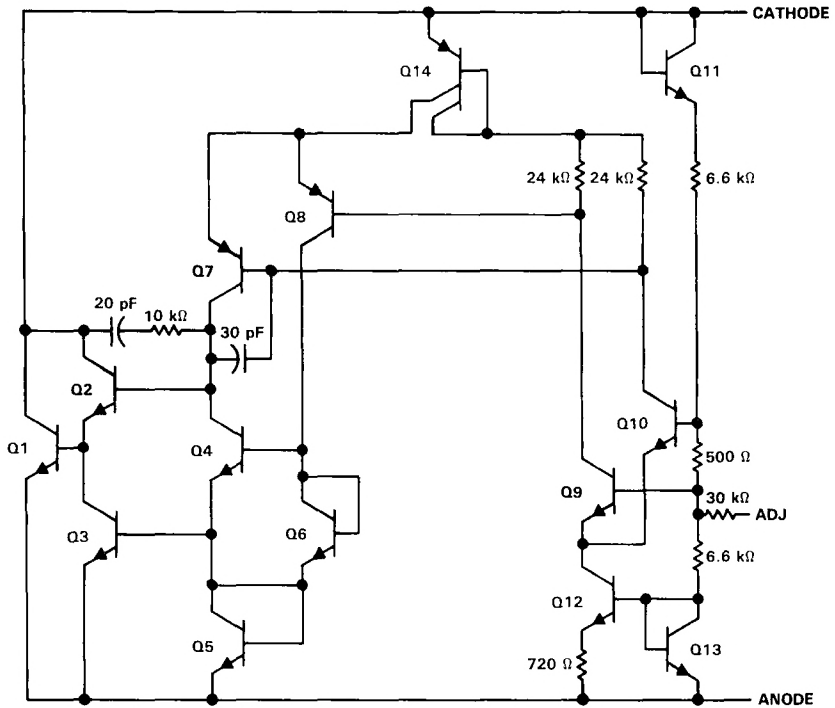 CATHODE
Q14
Q11
24 kΩ
24 kΩ
6.6 kΩ
Q8
Q7
20 pF
10 kΩ
30 pF
Q2
Q10
Q1
Q4
500 Ω
Q9
30 kΩ
ADJ
Q3
Q6
6.6 kΩ
Q12
Q5
Q13
720 Ω
ANODE